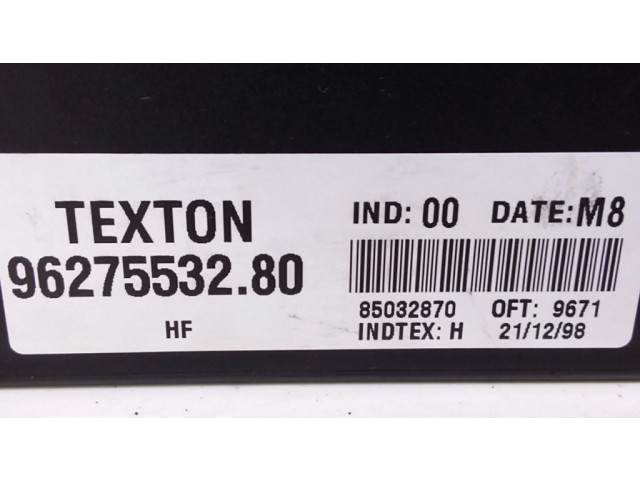 TEXTON
96275532.80
HF
IND: 00 DATE: M8
85032870 OFT: 9671
INDTEX: H 21/12/98